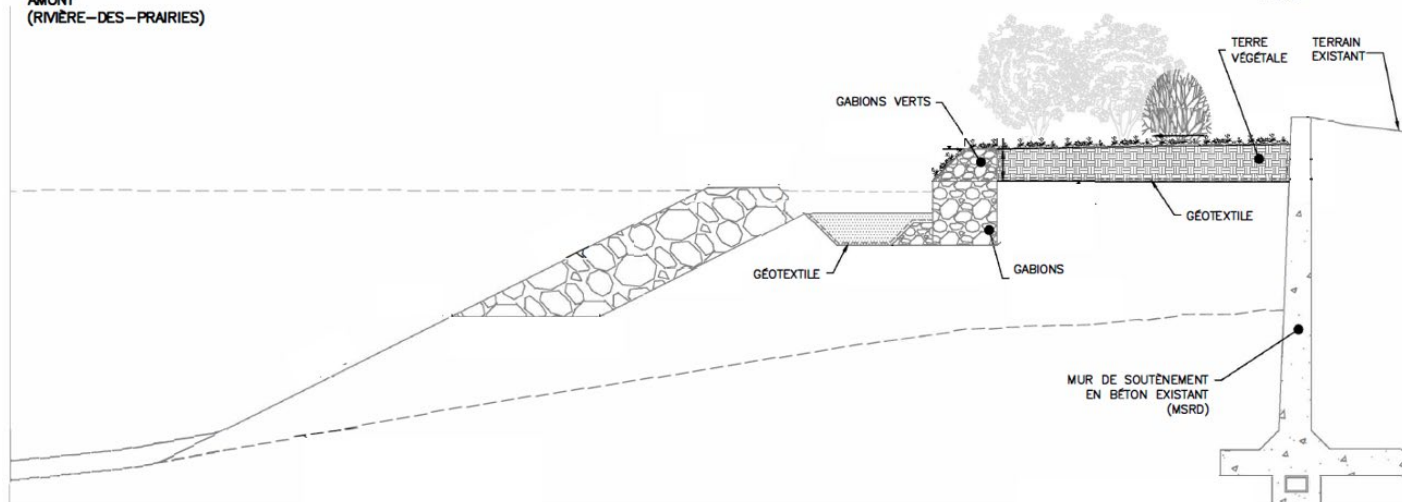 AMONT
(RIVIÈRE-DES-PRAIRIES)
TERRE
VÉGÉTALE
TERRAIN
EXISTANT
GABIONS VERTS
GÉOTEXTILE
GÉOTEXTILE
GABIONS
MUR DE SOUTÈNEMENT
EN BÉTON EXISTANT
(MSRD)